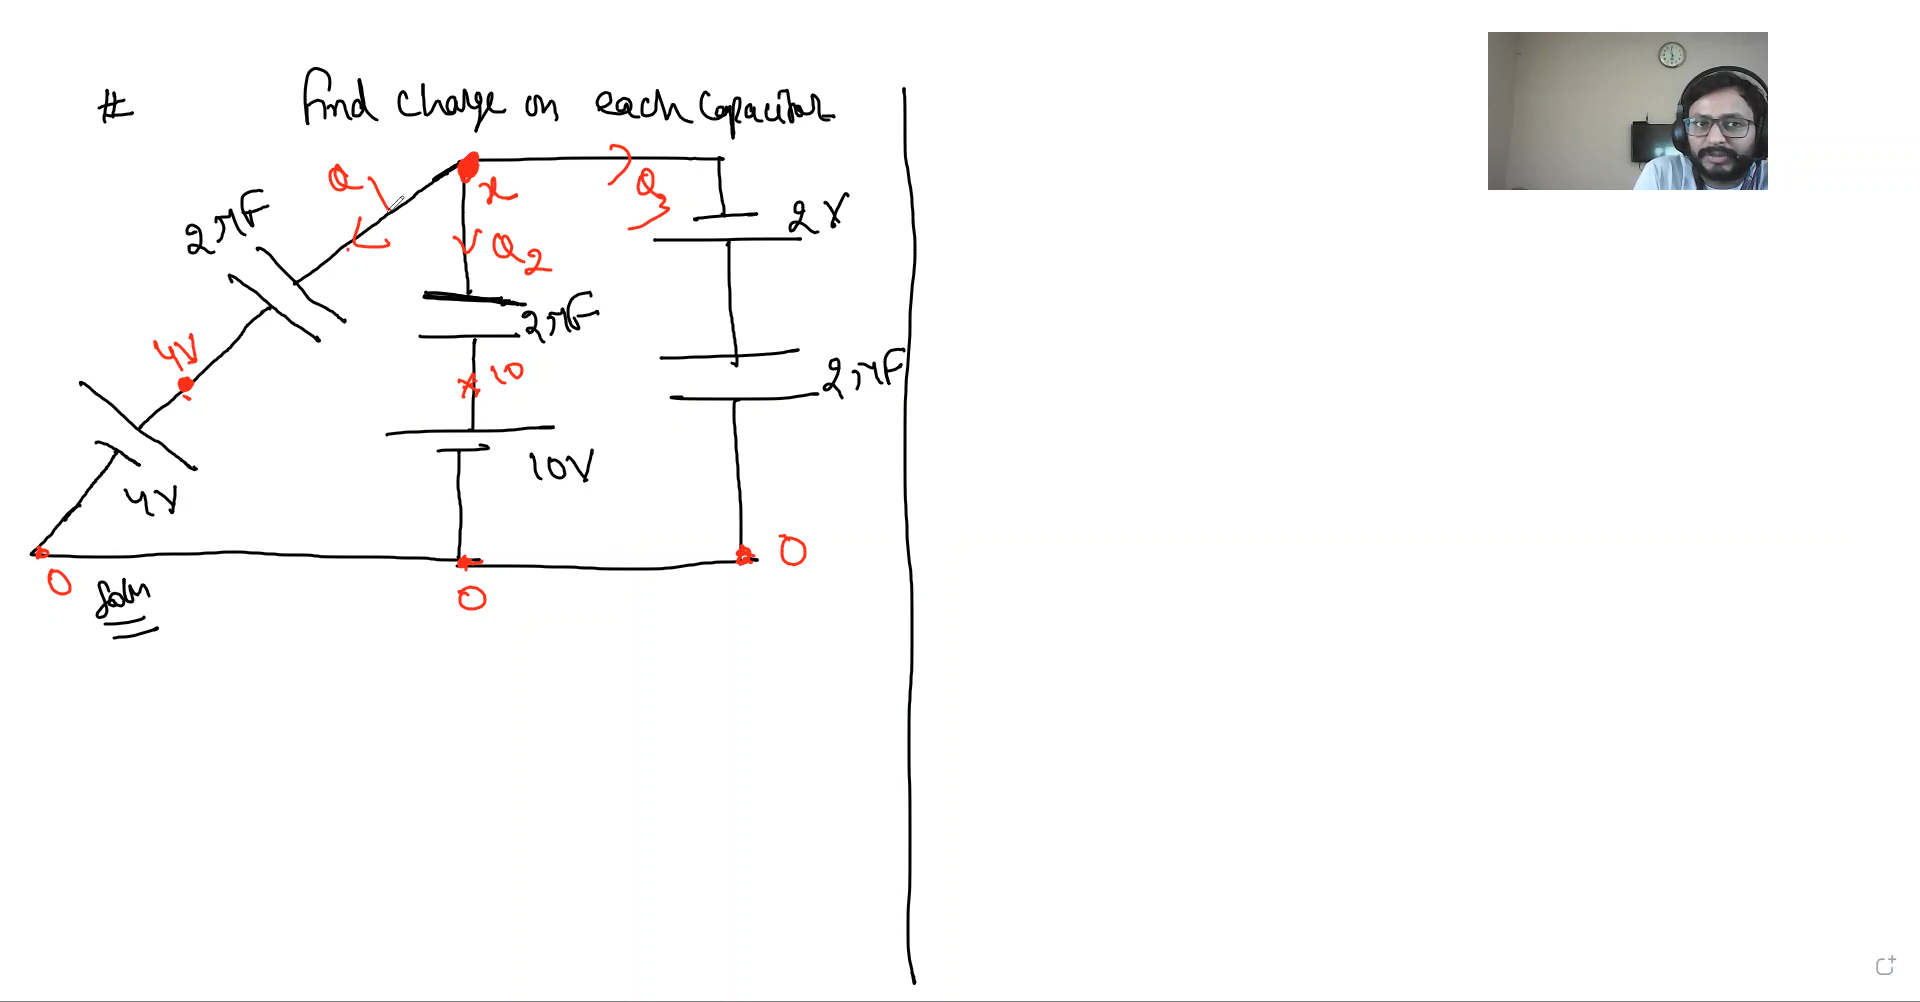 # find charge on each capacitor
Q1
x
Q3
2V
2μF
Q2
2μF
4V
10
2μF
10V
4V
0
0
0
Soln